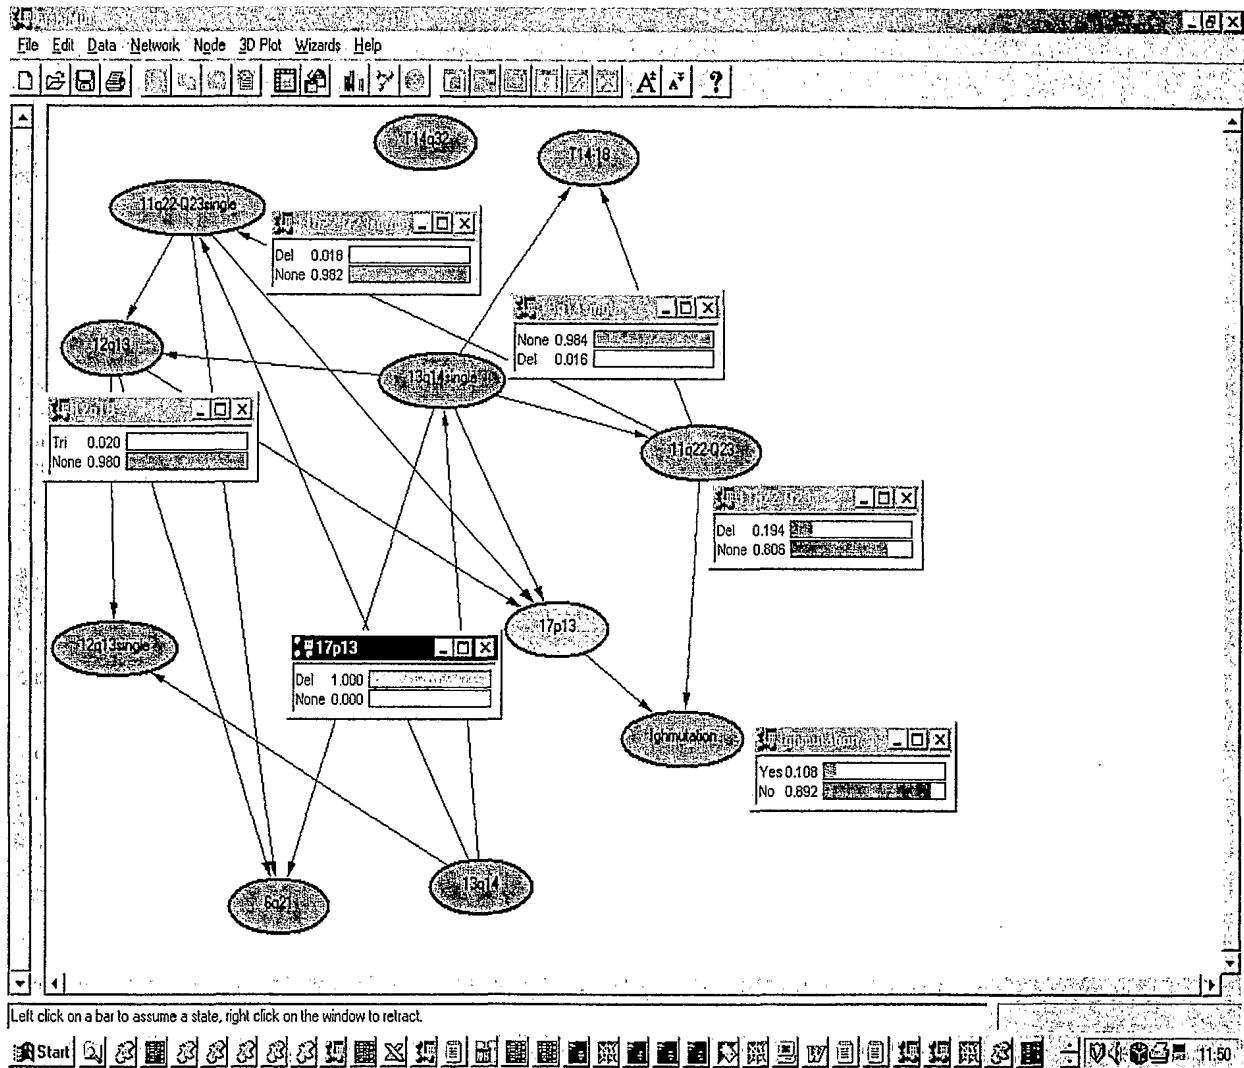 File Edit Data Network Node 3D Plot Wizards Help
A A ?
T14q32
T14-18
11q22-Q23single
Del 0.018
None 0.982
None 0.984
Del 0.016
12q13
13q14single
Tri 0.020
None 0.980
11q22-Q23
Del 0.194
None 0.806
17p13
12q13single
17p13
Del 1.000
None 0.000
Ighmutation
Yes 0.108
No 0.892
13q14
6q21
Left click on a bar to assume a state, right click on the window to retract.
Start 11:50